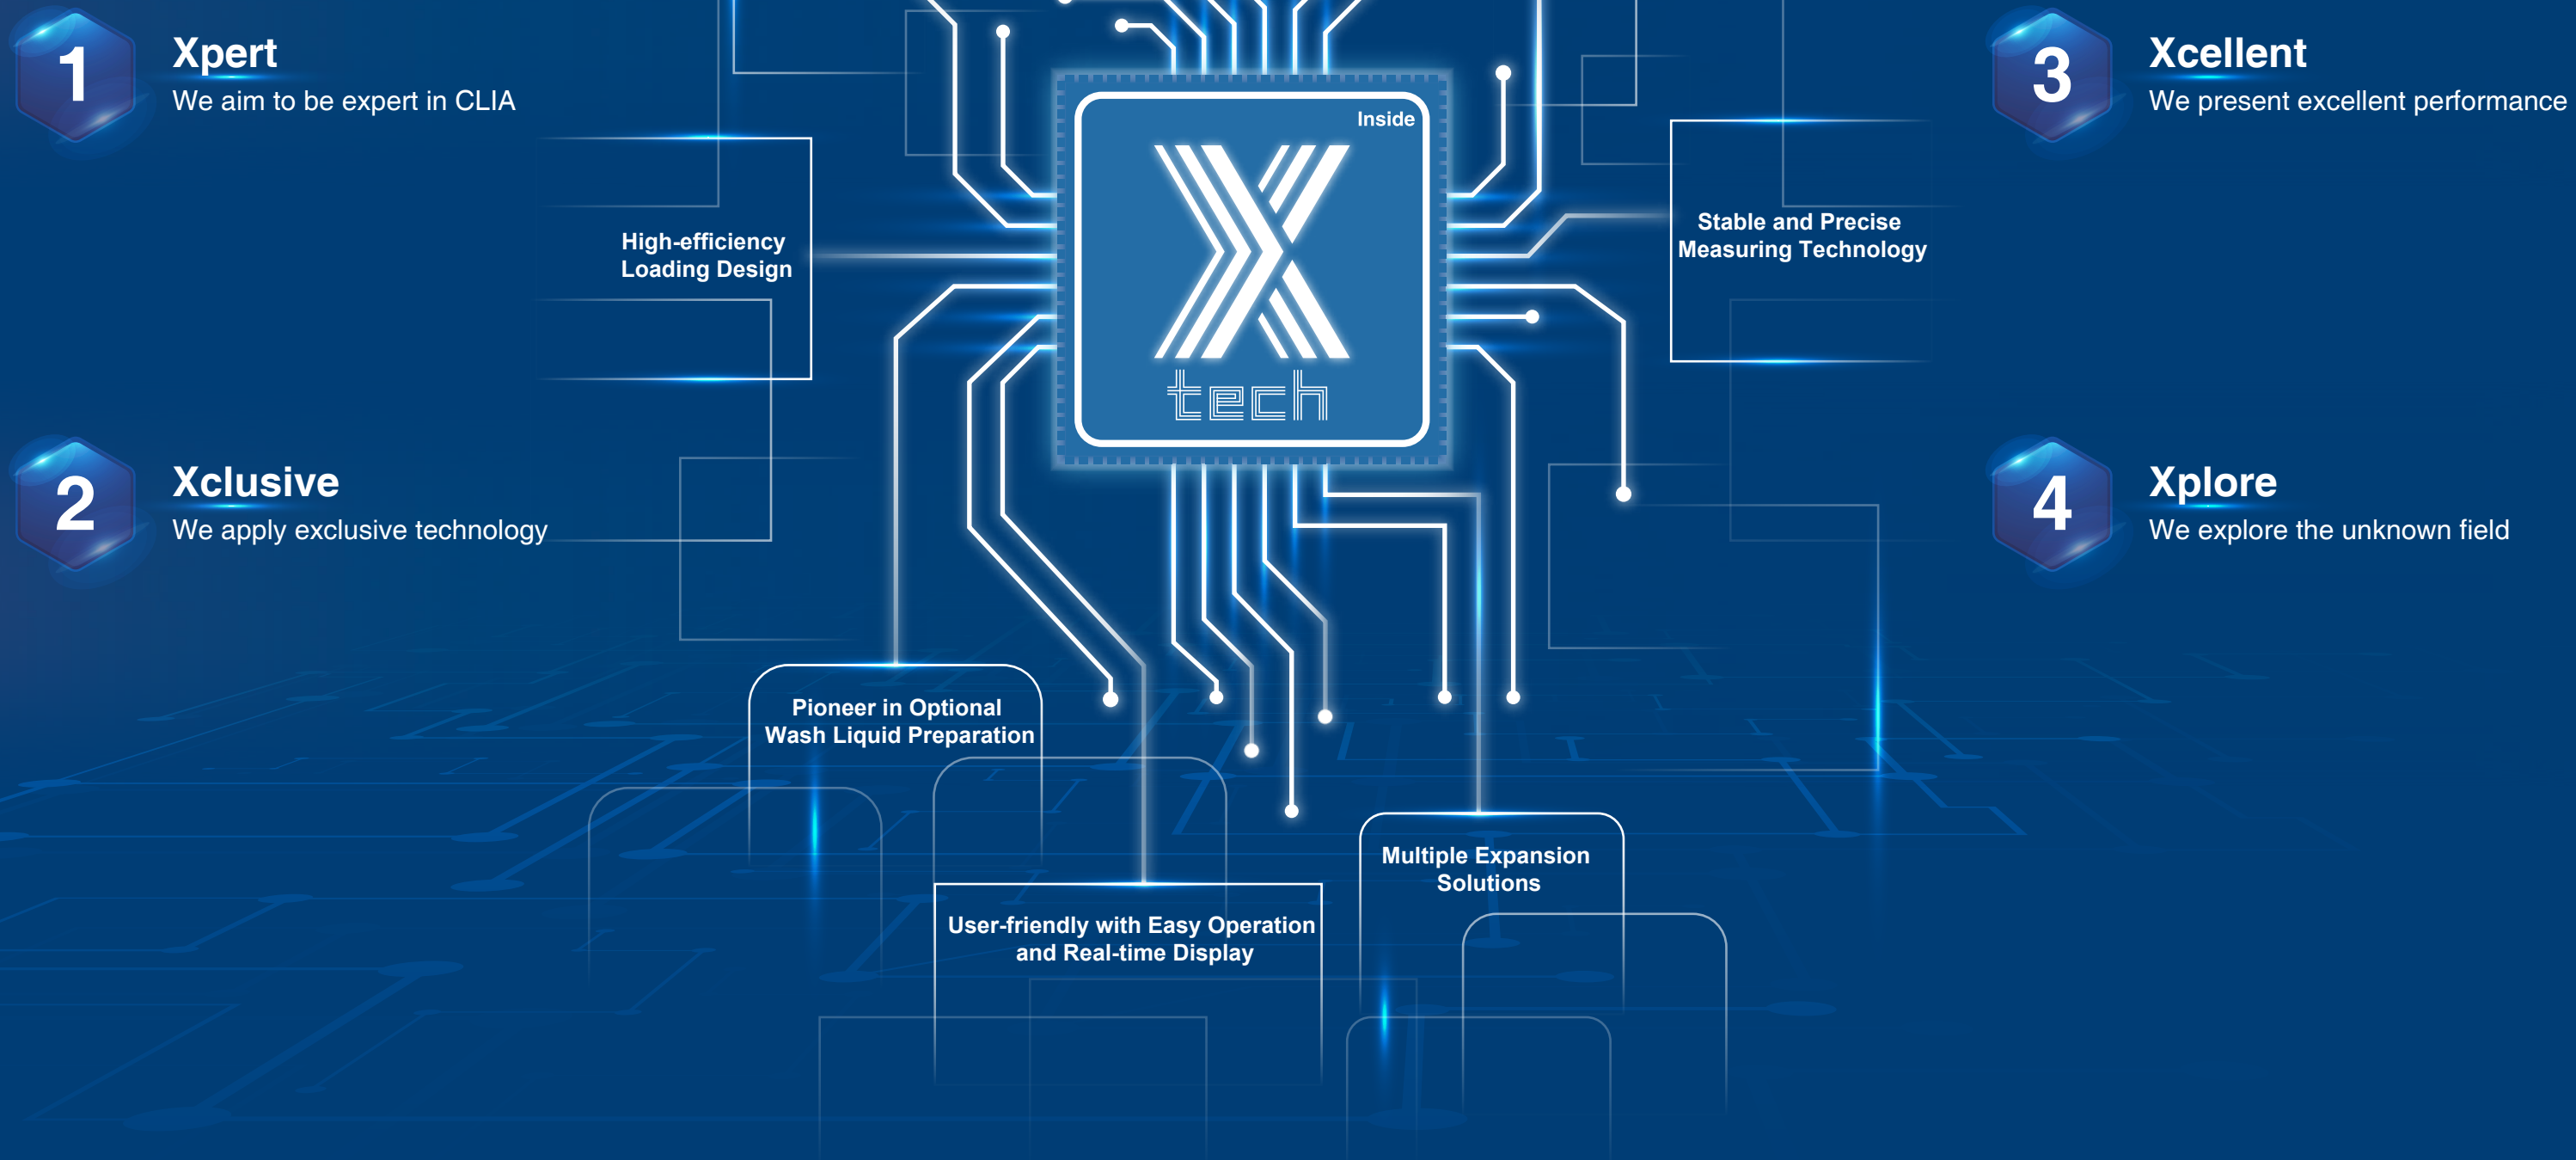 1
Xpert
We aim to be expert in CLIA
2
Xclusive
We apply exclusive technology
High-efficiency
Loading Design
Inside
X
tech
Stable and Precise
Measuring Technology
3
Xcellent
We present excellent performance
4
Xplore
We explore the unknown field
Pioneer in Optional
Wash Liquid Preparation
User-friendly with Easy Operation
and Real-time Display
Multiple Expansion
Solutions